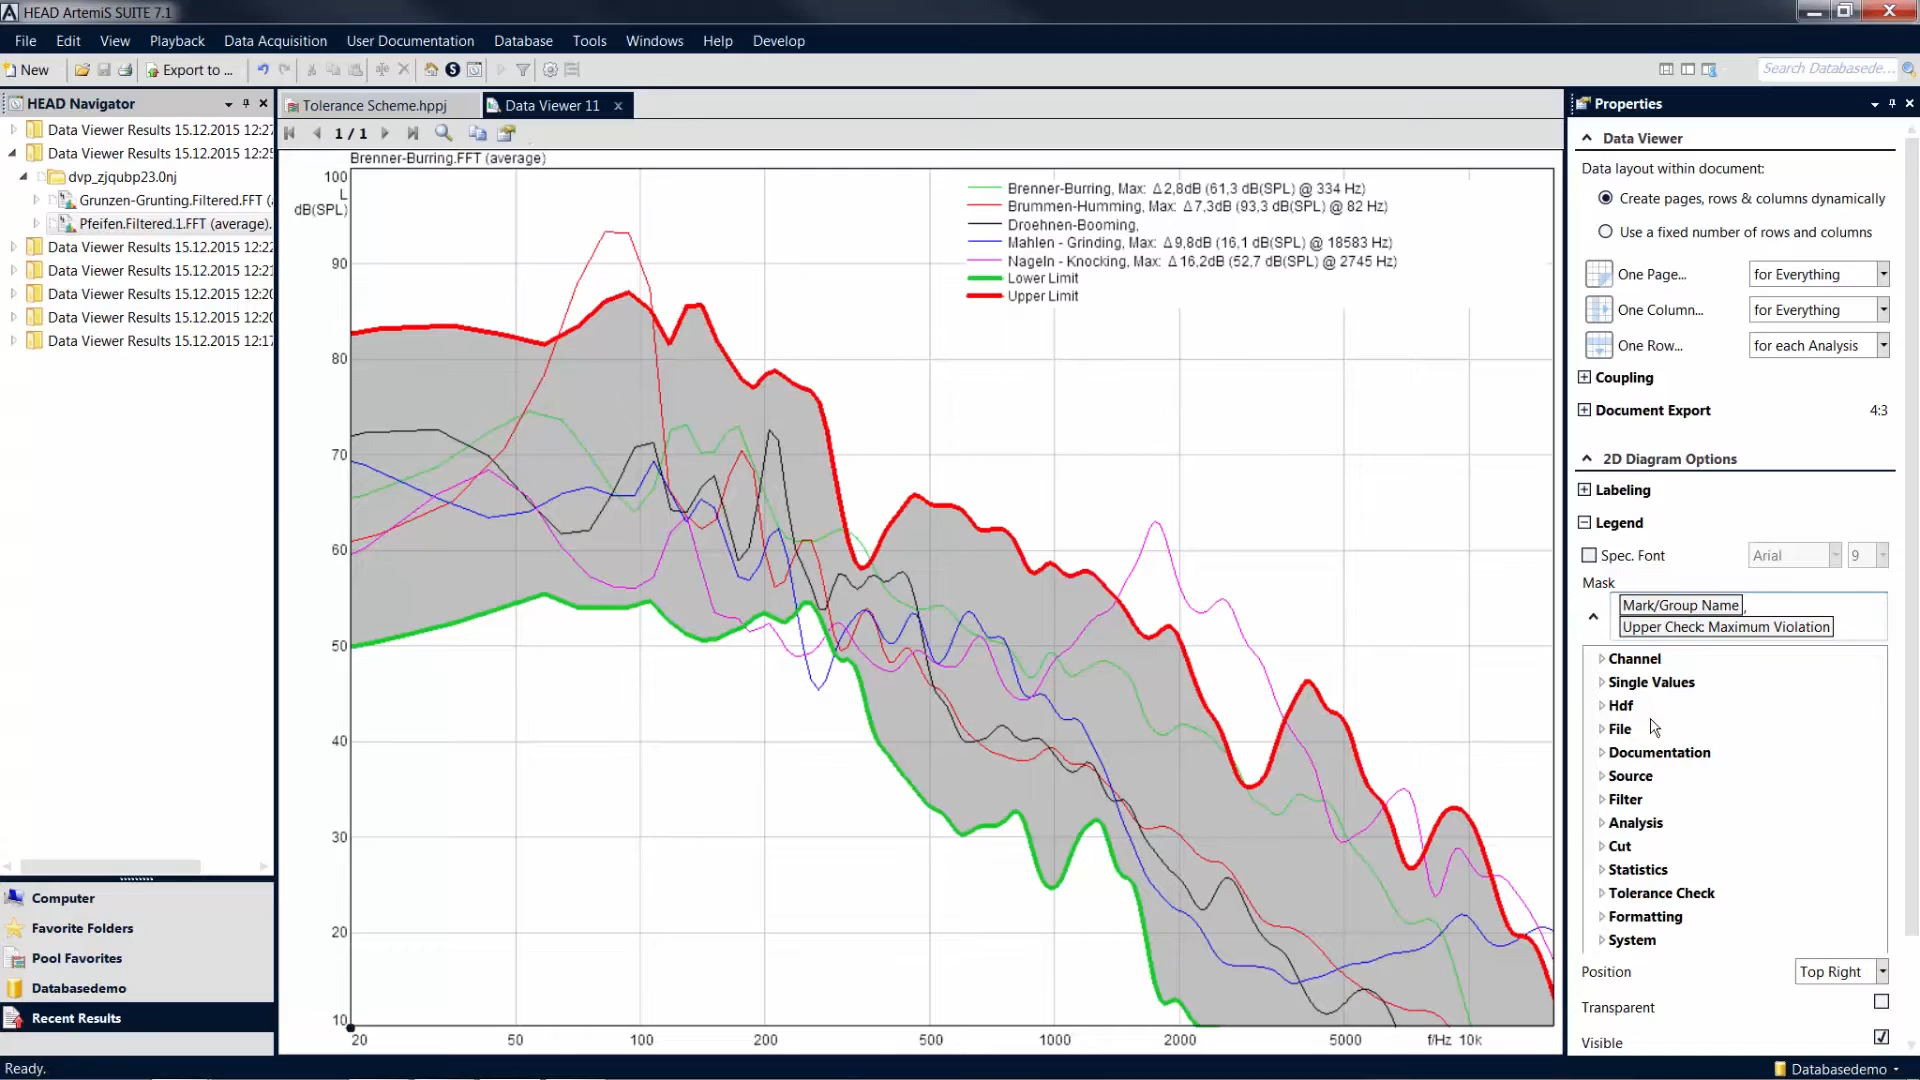 HEAD ArtemiS SUITE 7.1
File Edit View Playback Data Acquisition User Documentation Database Tools Windows Help Develop
New Export to ... Search Databasede...
HEAD Navigator
Data Viewer Results 15.12.2015 12:27
Data Viewer Results 15.12.2015 12:25
dvp_zjqubp23.0nj
Grunzen-Grunting.Filtered.FFT (
Pfeifen.Filtered.1.FFT (average).
Data Viewer Results 15.12.2015 12:22
Data Viewer Results 15.12.2015 12:21
Data Viewer Results 15.12.2015 12:20
Data Viewer Results 15.12.2015 12:20
Data Viewer Results 15.12.2015 12:17
Computer
Favorite Folders
Pool Favorites
Databasedemo
Recent Results
Tolerance Scheme.hppj Data Viewer 11
1 / 1
Brenner-Burring.FFT (average)
100
L
dB(SPL)
90
80
70
60
50
40
30
20
10
Brenner-Burring, Max: Δ2,8dB (61,3 dB(SPL) @ 334 Hz)
Brummen-Humming, Max: Δ7,3dB (93,3 dB(SPL) @ 82 Hz)
Droehnen-Booming,
Mahlen - Grinding, Max: Δ9,8dB (16,1 dB(SPL) @ 18583 Hz)
Nageln - Knocking, Max: Δ16,2dB (52,7 dB(SPL) @ 2745 Hz)
Lower Limit
Upper Limit
20 50 100 200 500 1000 2000 5000 f/Hz 10k
Properties
Data Viewer
Data layout within document:
Create pages, rows & columns dynamically
Use a fixed number of rows and columns
One Page... for Everything
One Column... for Everything
One Row... for each Analysis
Coupling
Document Export 4:3
2D Diagram Options
Labeling
Legend
Spec. Font Arial 9
Mask
Mark/Group Name,
Upper Check: Maximum Violation
Channel
Single Values
Hdf
File
Documentation
Source
Filter
Analysis
Cut
Statistics
Tolerance Check
Formatting
System
Position Top Right
Transparent
Visible
Ready. Databasedemo